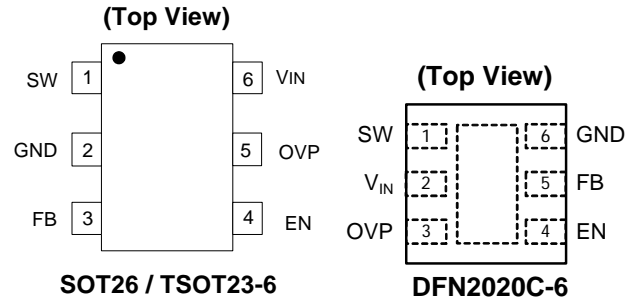 (Top View)
SW 1 6 VIN
GND 2 5 OVP
FB 3 4 EN
SOT26 / TSOT23-6
(Top View)
SW 1 6 GND
VIN 2 5 FB
OVP 3 4 EN
DFN2020C-6